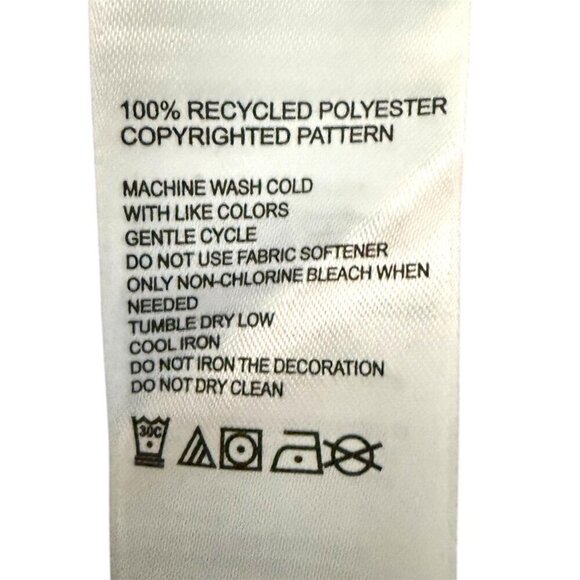 100% RECYCLED POLYESTER
COPYRIGHTED PATTERN
MACHINE WASH COLD
WITH LIKE COLORS
GENTLE CYCLE
DO NOT USE FABRIC SOFTENER
ONLY NON-CHLORINE BLEACH WHEN
NEEDED
TUMBLE DRY LOW
COOL IRON
DO NOT IRON THE DECORATION
DO NOT DRY CLEAN
30C